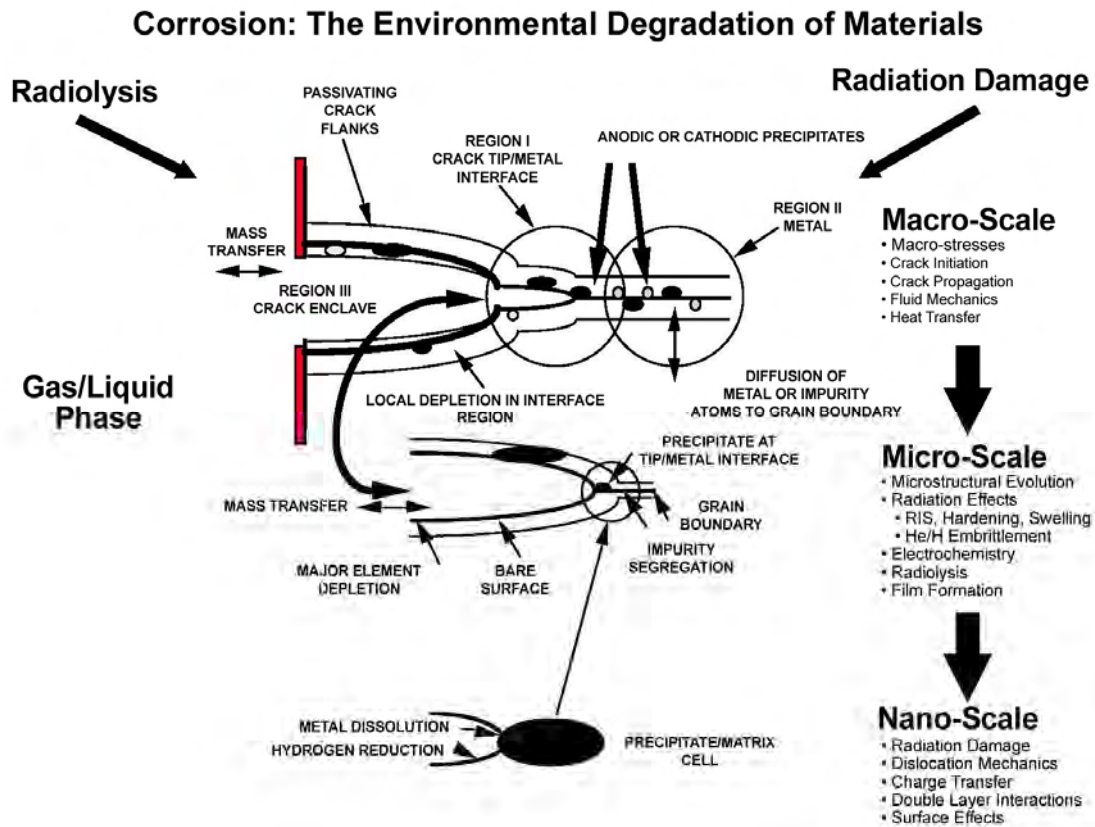 Corrosion: The Environmental Degradation of Materials
Radiolysis
Radiation Damage
PASSIVATING
CRACK
FLANKS
REGION I
CRACK TIP/METAL
INTERFACE
ANODIC OR CATHODIC PRECIPITATES
REGION II
METAL
MASS
TRANSFER
REGION III
CRACK ENCLAVE
Gas/Liquid
Phase
LOCAL DEPLETION IN INTERFACE
REGION
DIFFUSION OF
METAL OR IMPURITY
ATOMS TO GRAIN BOUNDARY
PRECIPITATE AT
TIP/METAL INTERFACE
MASS TRANSFER
GRAIN
BOUNDARY
IMPURITY
SEGREGATION
MAJOR ELEMENT
DEPLETION
BARE
SURFACE
METAL DISSOLUTION
HYDROGEN REDUCTION
PRECIPITATE/MATRIX
CELL
Macro-Scale
• Macro-stresses
• Crack Initiation
• Crack Propagation
• Fluid Mechanics
• Heat Transfer
Micro-Scale
• Microstructural Evolution
• Radiation Effects
• RIS, Hardening, Swelling
• He/H Embrittlement
• Electrochemistry
• Radiolysis
• Film Formation
Nano-Scale
• Radiation Damage
• Dislocation Mechanics
• Charge Transfer
• Double Layer Interactions
• Surface Effects